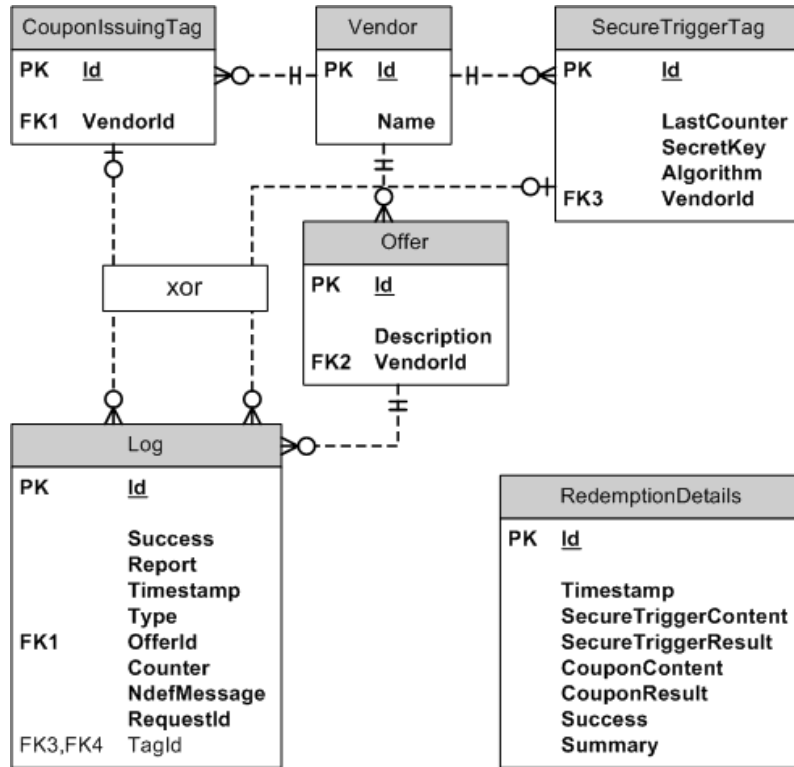 CouponIssuingTag
PK Id
FK1 VendorId
Vendor
PK Id
Name
SecureTriggerTag
PK Id
LastCounter
SecretKey
Algorithm
FK3 VendorId
xor
Offer
PK Id
Description
FK2 VendorId
Log
PK Id
Success
Report
Timestamp
Type
FK1 OfferId
Counter
NdefMessage
RequestId
FK3,FK4 TagId
RedemptionDetails
PK Id
Timestamp
SecureTriggerContent
SecureTriggerResult
CouponContent
CouponResult
Success
Summary